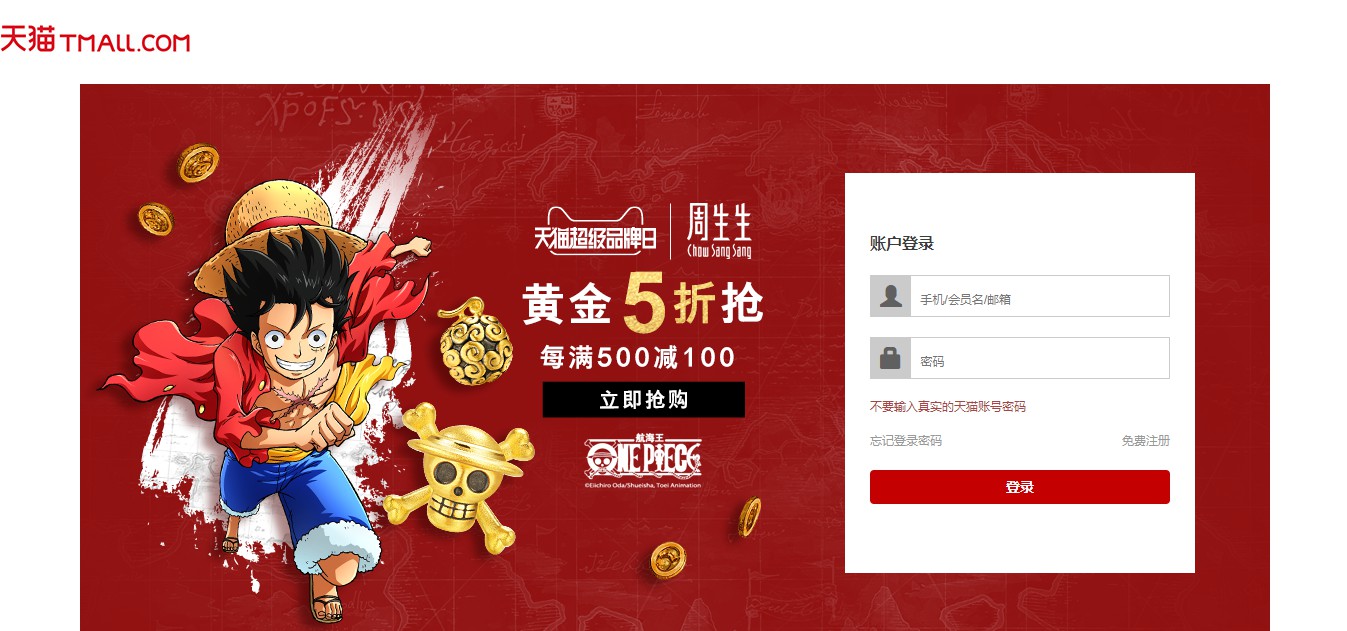 天猫 TMALL.COM
天猫超级品牌日
周生生
Chow Sang Sang
黄金5折抢
每满500减100
立即抢购
航海王
ONE PIECE
©Eiichiro Oda/Shueisha, Toei Animation
账户登录
手机/会员名/邮箱
密码
不要输入真实的天猫账号密码
忘记登录密码
免费注册
登录